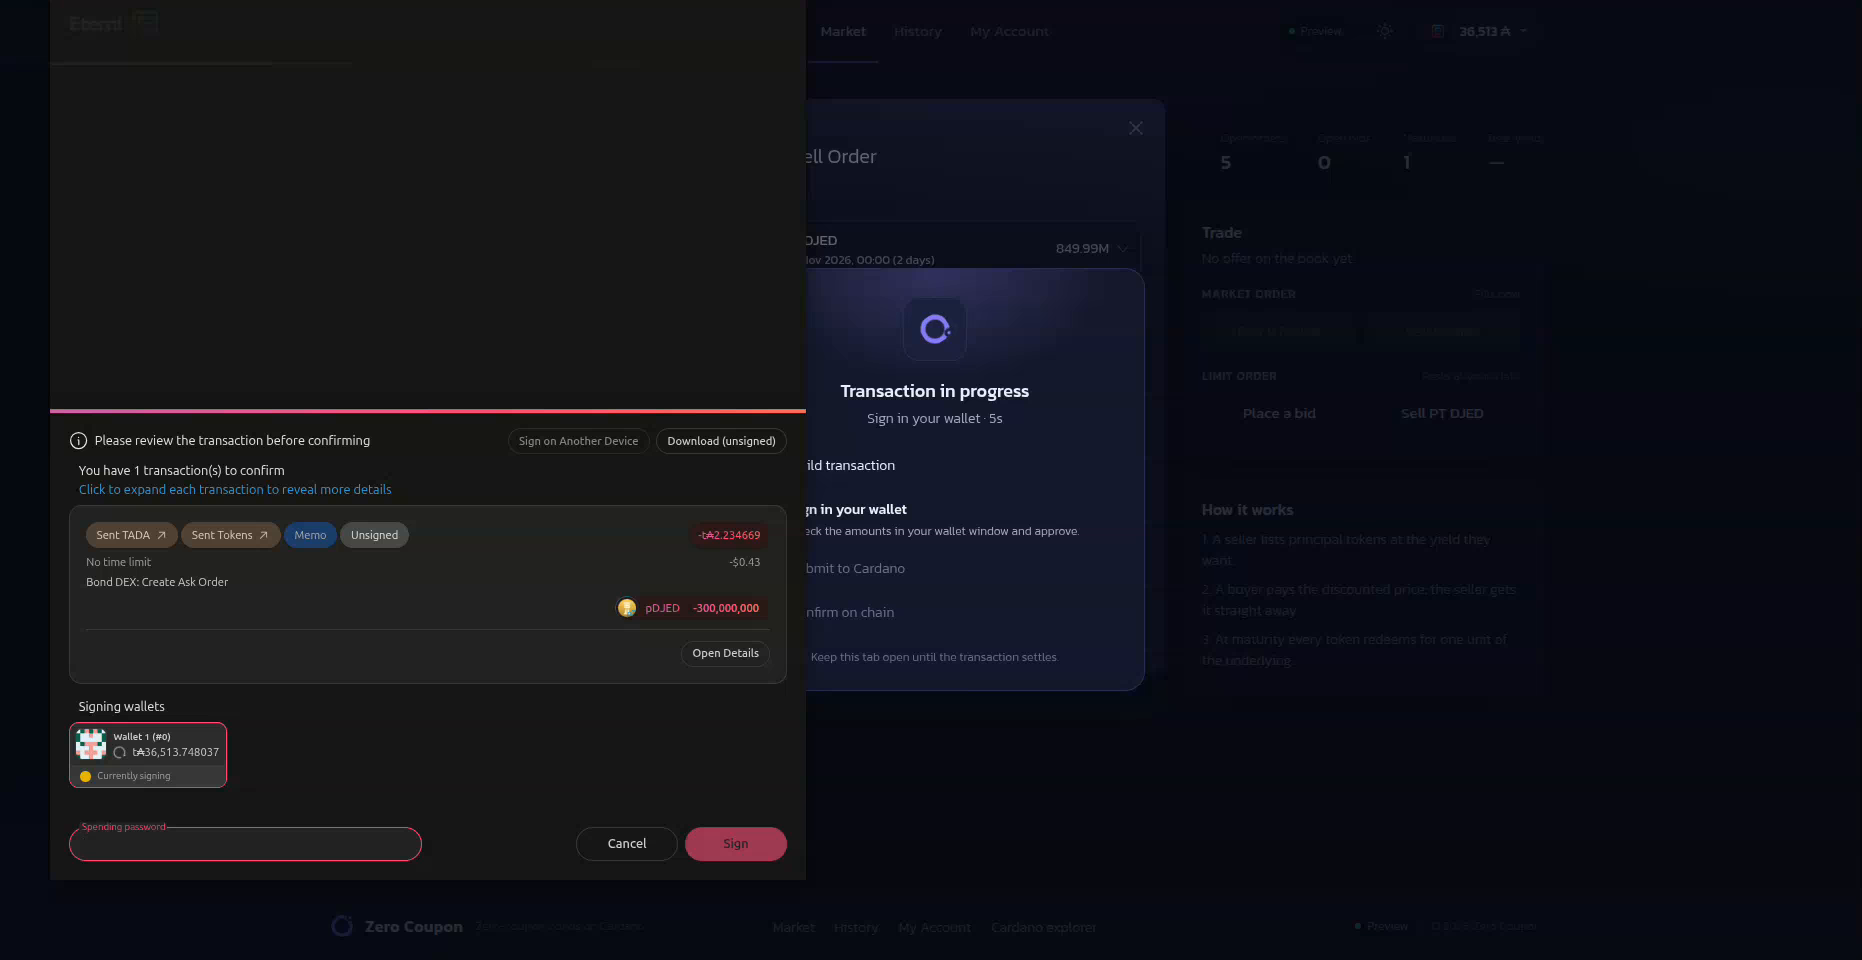 Eternl
Market
History
My Account
Preview
36,513 ₳
ell Order
DJED
Nov 2026, 00:00 (2 days)
849.99M
5
0
1
—
Trade
No offer on the book yet
MARKET ORDER
LIMIT ORDER
Place a bid
Sell PT DJED
How it works
1. A seller lists principal tokens at the yield they
want.
2. A buyer pays the discounted price; the seller gets
it straight away.
3. At maturity every token redeems for one unit of
the underlying.
Transaction in progress
Sign in your wallet · 5s
ild transaction
gn in your wallet
eck the amounts in your wallet window and approve.
bmit to Cardano
nfirm on chain
Keep this tab open until the transaction settles
Please review the transaction before confirming
Sign on Another Device
Download (unsigned)
You have 1 transaction(s) to confirm
Click to expand each transaction to reveal more details
Sent TADA
Sent Tokens
Memo
Unsigned
-t₳2.234669
No time limit
-$0.43
Bond DEX: Create Ask Order
pDJED
-300,000,000
Open Details
Signing wallets
Wallet 1 (#0)
t₳36,513.748037
Currently signing
Spending password
Cancel
Sign
Zero Coupon
Market
History
My Account
Cardano explorer
Preview